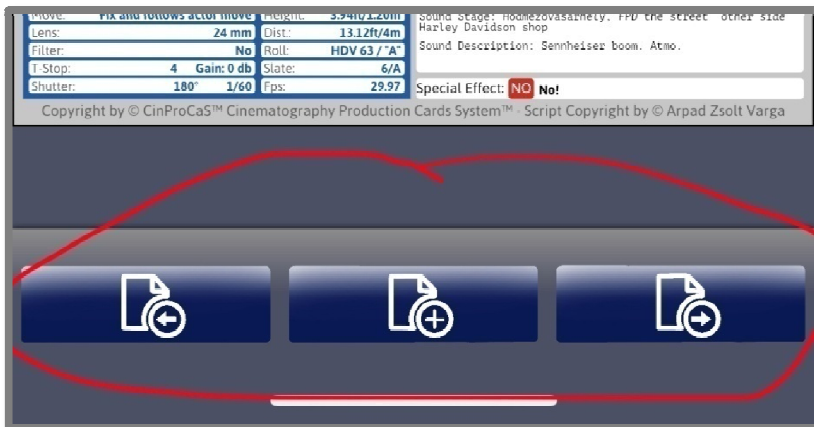 Move: Fix and follows actor move Height: 3.94ft/1.20m
Lens: 24 mm Dist.: 13.12ft/4m
Filter: No Roll: HDV 63 / "A"
T-Stop: 4 Gain: 0 db Slate: 6/A
Shutter: 180° 1/60 Fps: 29.97
Sound Stage: Hodmezovasarhely. FPD the street other side
Harley Davidson shop
Sound Description: Sennheiser boom. Atmo.
Special Effect: NO No!
Copyright by © CinProCaS™ Cinematography Production Cards System™ - Script Copyright by © Arpad Zsolt Varga